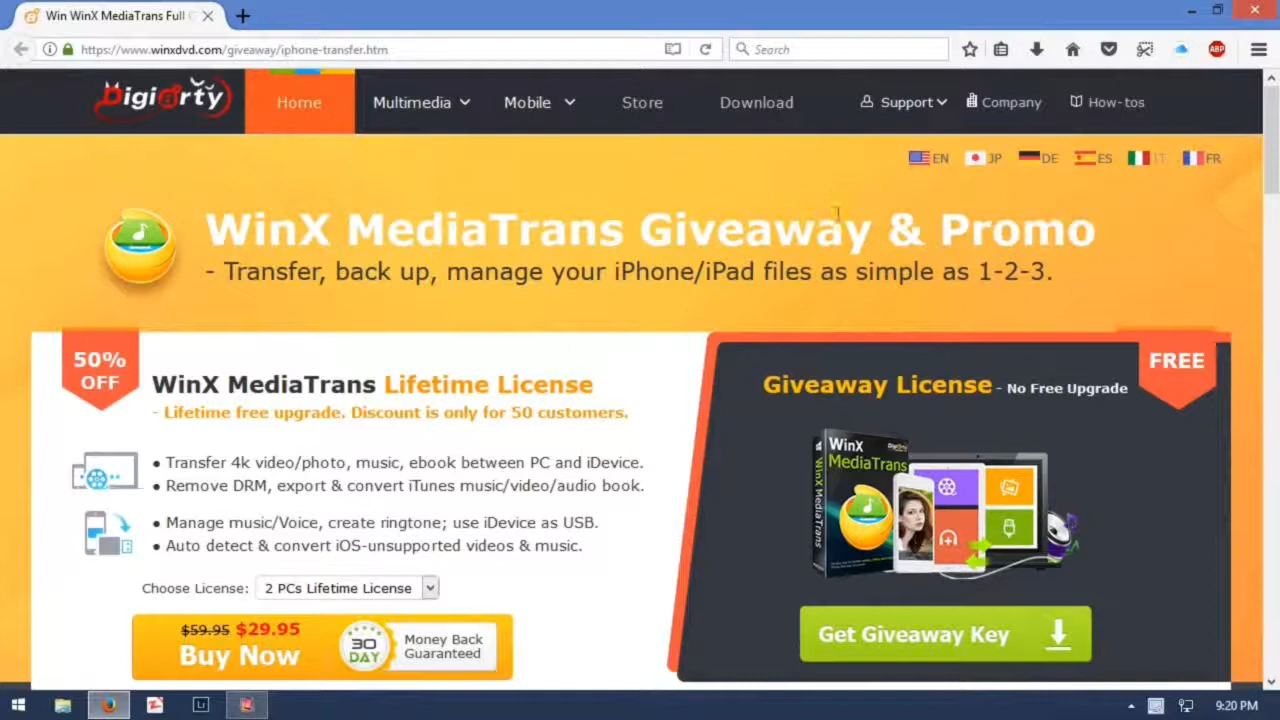 Win WinX MediaTrans Full
https://www.winxdvd.com/giveaway/iphone-transfer.htm
Search
ABP
Digiarty
Home
Multimedia
Mobile
Store
Download
Support
Company
How-tos
EN
JP
DE
ES
IT
FR
WinX MediaTrans Giveaway & Promo
- Transfer, back up, manage your iPhone/iPad files as simple as 1-2-3.
50%
OFF
WinX MediaTrans Lifetime License
- Lifetime free upgrade. Discount is only for 50 customers.
• Transfer 4k video/photo, music, ebook between PC and iDevice.
• Remove DRM, export & convert iTunes music/video/audio book.
• Manage music/Voice, create ringtone; use iDevice as USB.
• Auto detect & convert iOS-unsupported videos & music.
Choose License: 2 PCs Lifetime License
$59.95 $29.95
Buy Now
30
DAY
Money Back
Guaranteed
FREE
Giveaway License - No Free Upgrade
WinX
MediaTrans
WinX MediaTrans
Get Giveaway Key
Lr
9:20 PM